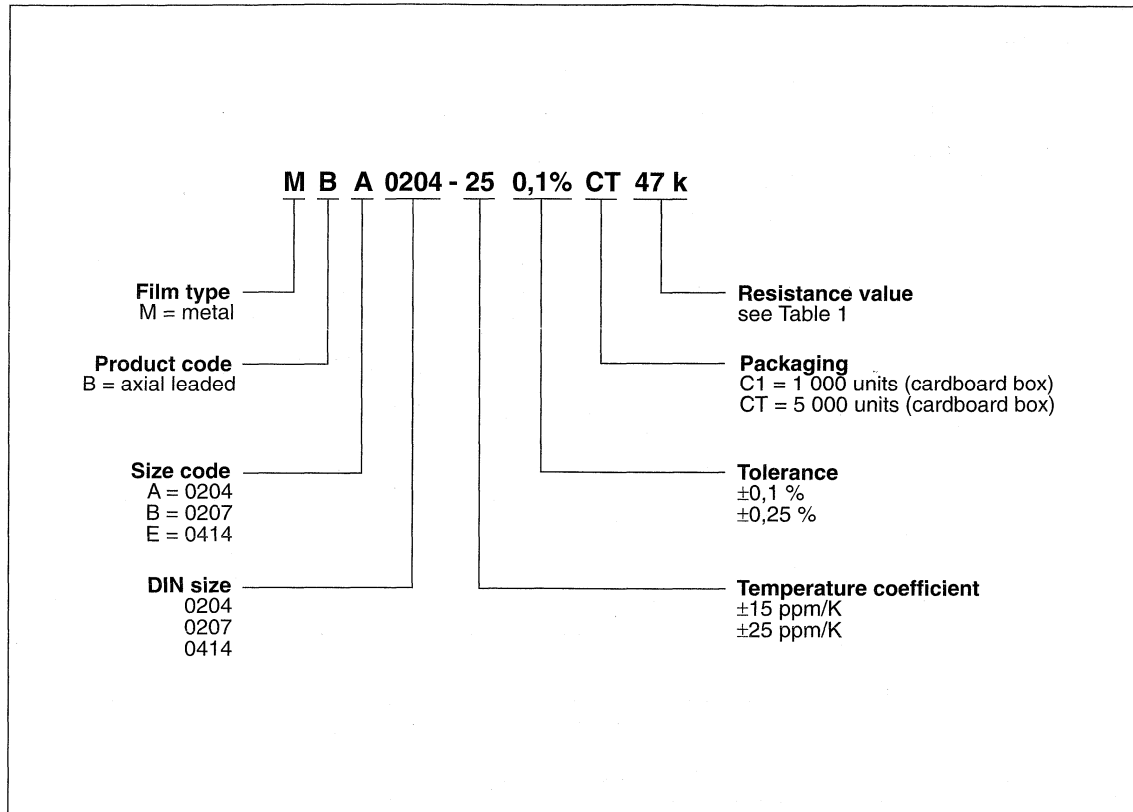 M B A 0204 - 25 0,1% CT 47 k
Film type
M = metal
Product code
B = axial leaded
Size code
A = 0204
B = 0207
E = 0414
DIN size
0204
0207
0414
Resistance value
see Table 1
Packaging
C1 = 1 000 units (cardboard box)
CT = 5 000 units (cardboard box)
Tolerance
±0,1 %
±0,25 %
Temperature coefficient
±15 ppm/K
±25 ppm/K